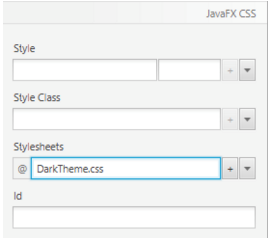 JavaFX CSS
Style
+
Style Class
+
Stylesheets
@ DarkTheme.css +
Id